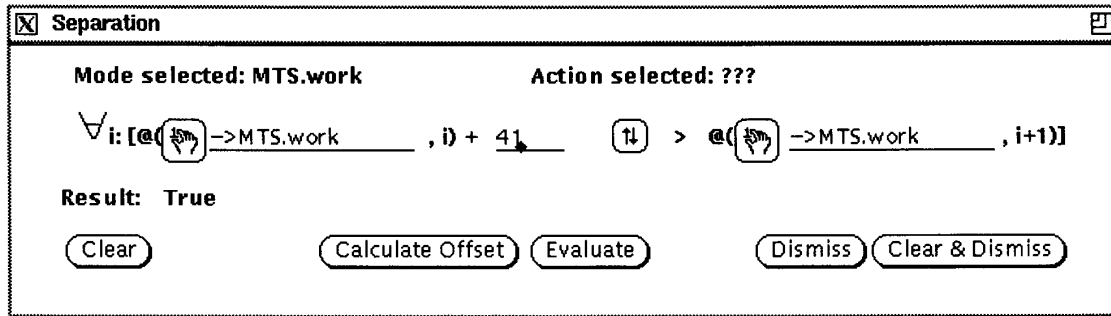 Separation
Mode selected: MTS.work Action selected: ???
∀i: [@( ->MTS.work , i) + 41 ⇅ > @( ->MTS.work , i+1)]
Result: True
Clear Calculate Offset Evaluate Dismiss Clear & Dismiss